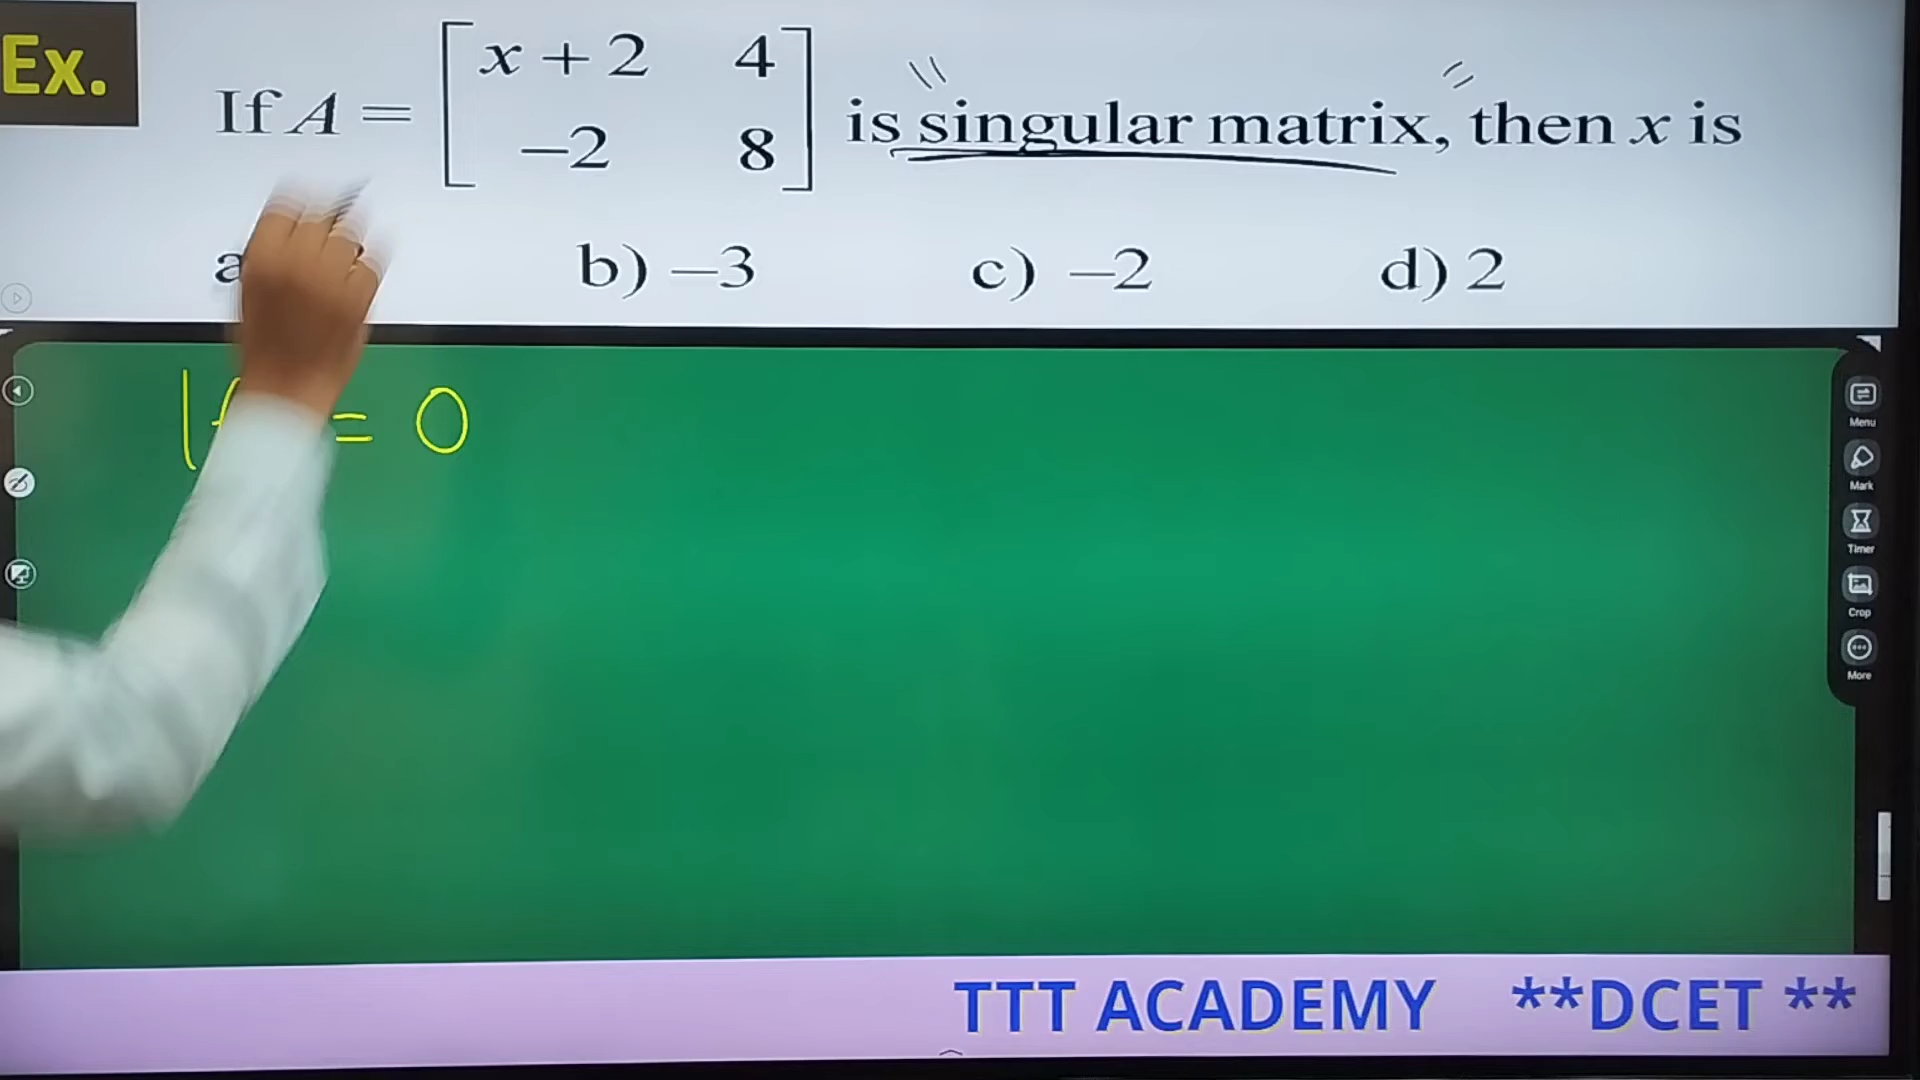 Ex.
If A = [ x + 2 4
−2 8 ] is singular matrix, then x is
b) −3 c) −2 d) 2
= 0
Menu
Mark
Timer
Crop
More
TTT ACADEMY **DCET **